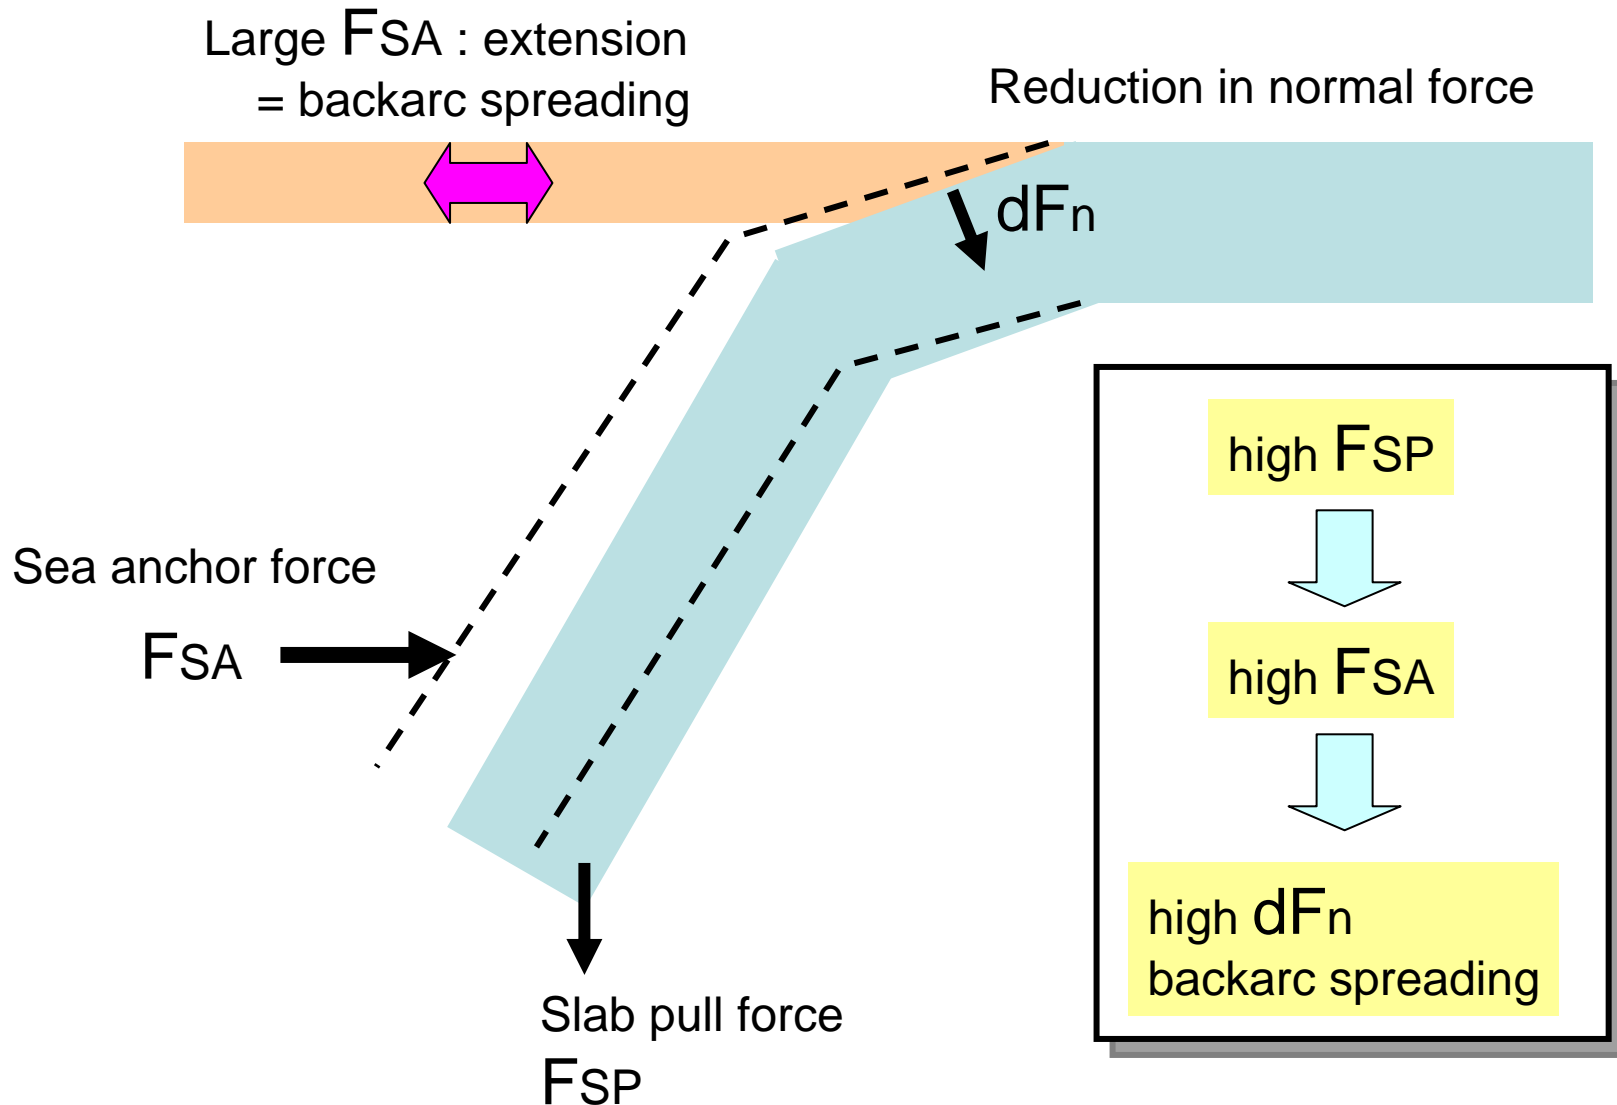 Large FSA : extension
= backarc spreading
Reduction in normal force
dFn
Sea anchor force
FSA
Slab pull force
FSP
high FSP
high FSA
high dFn
backarc spreading